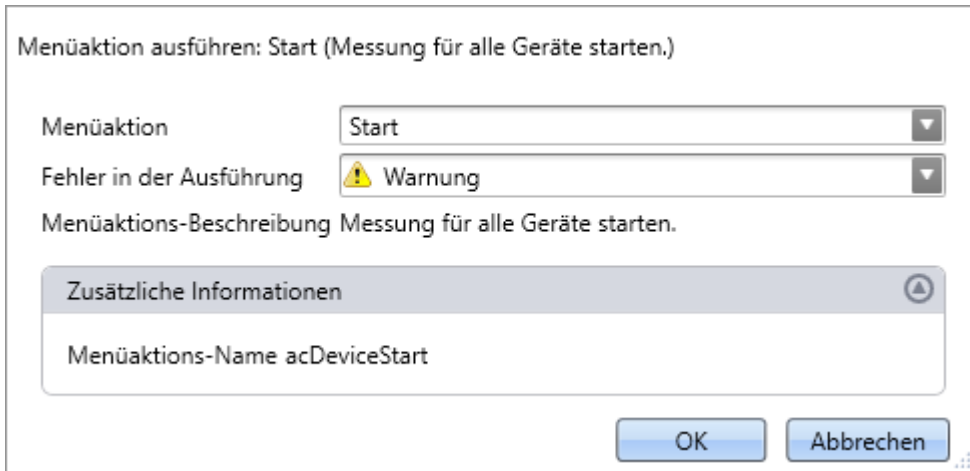 Menüaktion ausführen: Start (Messung für alle Geräte starten.)
Menüaktion Start
Fehler in der Ausführung Warnung
Menüaktions-Beschreibung Messung für alle Geräte starten.
Zusätzliche Informationen
Menüaktions-Name acDeviceStart
OK Abbrechen